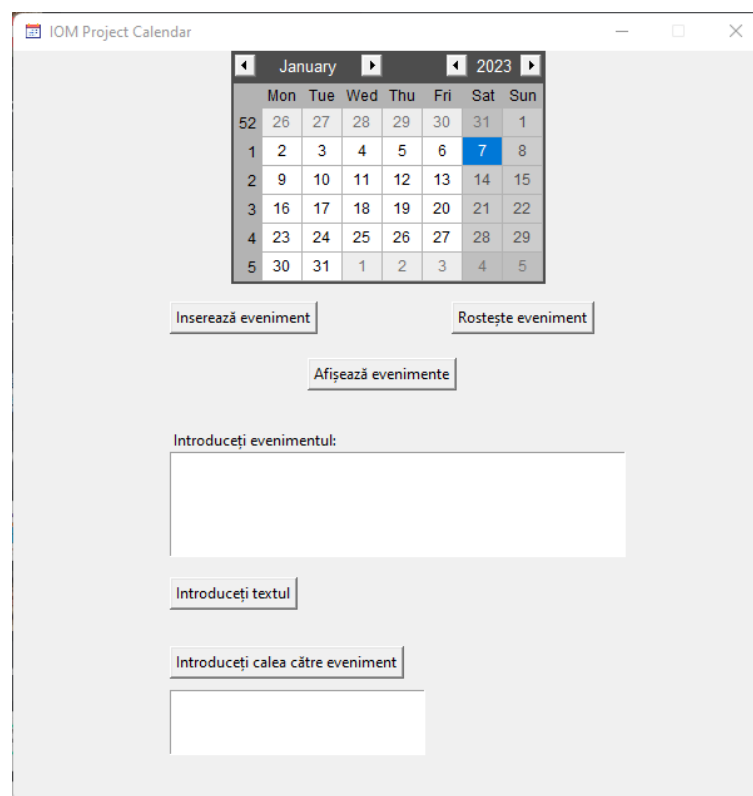 IOM Project Calendar
January 2023
Mon Tue Wed Thu Fri Sat Sun
52 26 27 28 29 30 31 1
1 2 3 4 5 6 7 8
2 9 10 11 12 13 14 15
3 16 17 18 19 20 21 22
4 23 24 25 26 27 28 29
5 30 31 1 2 3 4 5
Inserează eveniment Rostește eveniment
Afișează evenimente
Introduceți evenimentul:
Introduceți textul
Introduceți calea către eveniment